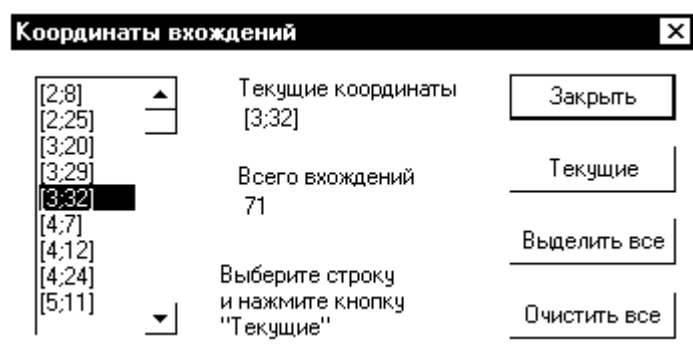 Координаты вхождений
[2;8]
[2;25]
[3;20]
[3;29]
[3;32]
[4;7]
[4;12]
[4;24]
[5;11]
Текущие координаты
[3;32]
Всего вхождений
71
Выберите строку
и нажмите кнопку
"Текущие"
Закрыть
Текущие
Выделить все
Очистить все